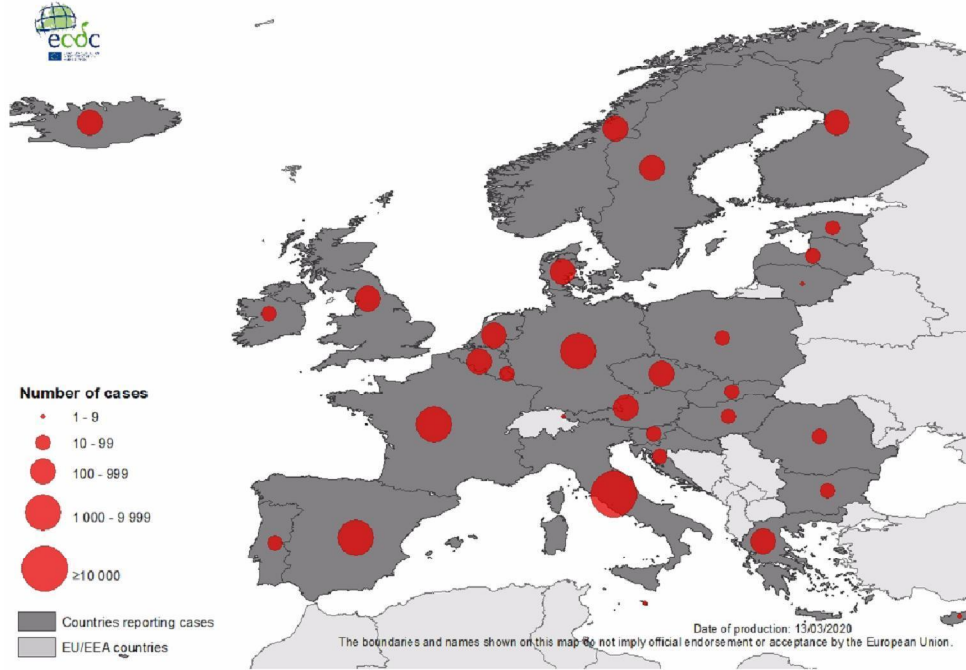 ecdc
Number of cases
1 - 9
10 - 99
100 - 999
1 000 - 9 999
≥10 000
Countries reporting cases
EU/EEA countries
Date of production: 13/03/2020
The boundaries and names shown on this map do not imply official endorsement or acceptance by the European Union.